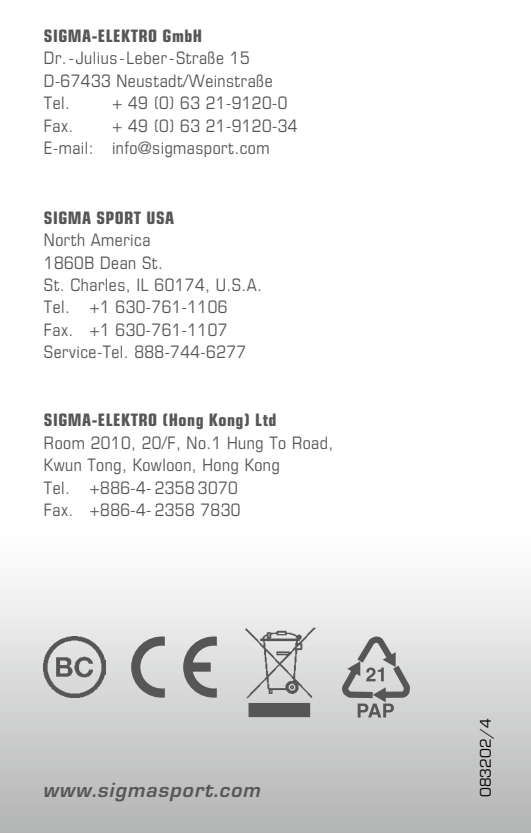 SIGMA-ELEKTRO GmbH
Dr.-Julius-Leber-Straße 15
D-67433 Neustadt/Weinstraße
Tel. + 49 (0) 63 21-9120-0
Fax. + 49 (0) 63 21-9120-34
E-mail: info@sigmasport.com
SIGMA SPORT USA
North America
1860B Dean St.
St. Charles, IL 60174, U.S.A.
Tel. +1 630-761-1106
Fax. +1 630-761-1107
Service-Tel. 888-744-6277
SIGMA-ELEKTRO (Hong Kong) Ltd
Room 2010, 20/F, No.1 Hung To Road,
Kwun Tong, Kowloon, Hong Kong
Tel. +886-4- 2358 3070
Fax. +886-4- 2358 7830
BC
CE
21
PAP
083202/4
www.sigmasport.com